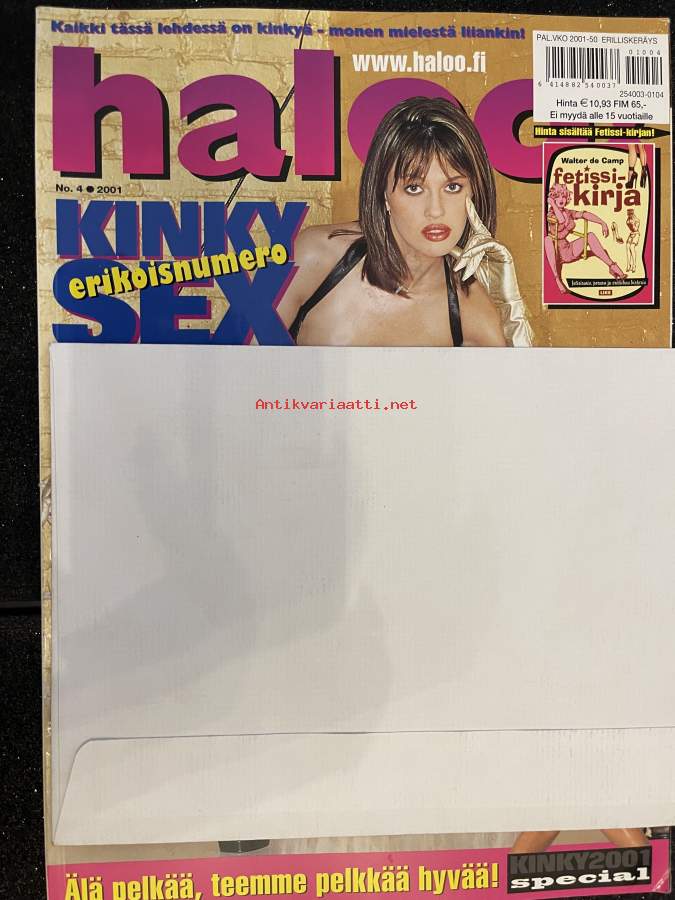 Kaikki tässä lehdessä on kinkyä - monen mielestä liiankin!
haloo
www.haloo.fi
PAL.VKO 2001-50 ERILLISKERÄYS
01004
6 414882 540037
254003-0104
Hinta € 10,93 FIM 65,-
Ei myydä alle 15 vuotiaille
Hinta sisältää Fetissi-kirjan!
Walter de Camp
fetissi-
kirja
LIKE
No. 4 ● 2001
KINKY
erikoisnumero
SEX
Antikvariaatti.net
Älä pelkää, teemme pelkkää hyvää!
KINKY2001
special